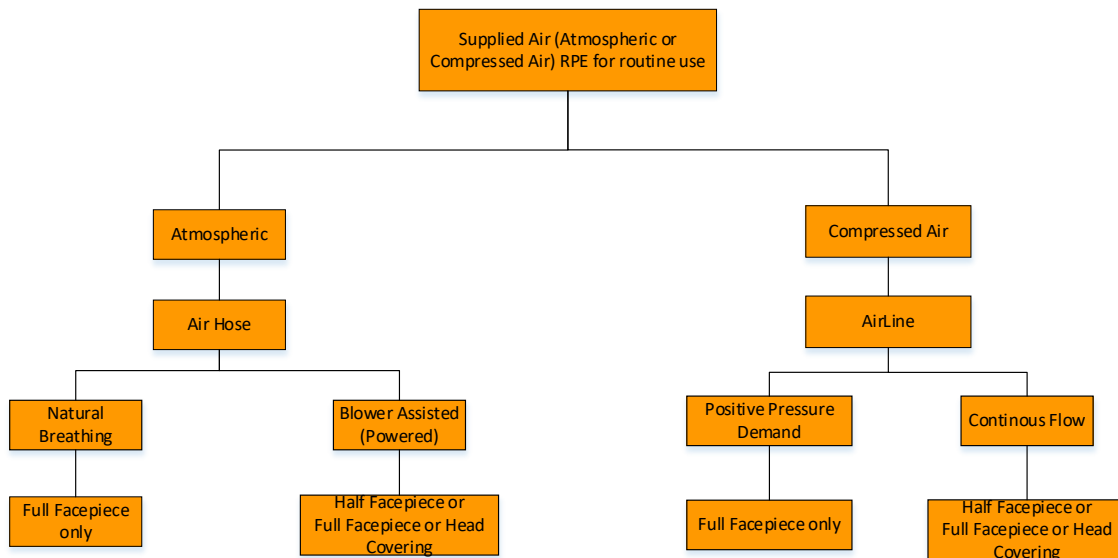 Supplied Air (Atmospheric or
Compressed Air) RPE for routine use
Atmospheric
Compressed Air
Air Hose
AirLine
Natural
Breathing
Blower Assisted
(Powered)
Positive Pressure
Demand
Continous Flow
Full Facepiece
only
Half Facepiece or
Full Facepiece or Head
Covering
Full Facepiece only
Half Facepiece or
Full Facepiece or Head
Covering